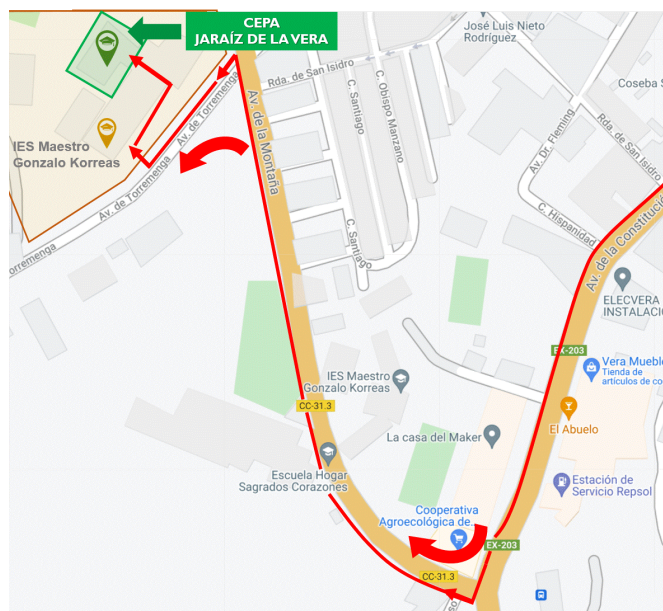 CEPA
JARAÍZ DE LA VERA
José Luis Nieto
Rodríguez
Rda. de San Isidro
Coseba S
Av. de Torremenga
Av. de la Montaña
C. Santiago
C. Obispo Manzano
Av. Dr. Fleming
Rda. de San Isidro
IES Maestro
Gonzalo Korreas
Av. de Torremenga
Torremenga
C. Hispanidad
C. Santiago
Av. de la Constitució
ELECVERA
INSTALACI
EX-203
Vera Mueble
Tienda de
artículos de co
IES Maestro
Gonzalo Korreas
CC-31.3
El Abuelo
La casa del Maker
Escuela Hogar
Sagrados Corazones
Estación de
Servicio Repsol
Cooperativa
Agroecológica de...
EX-203
CC-31.3